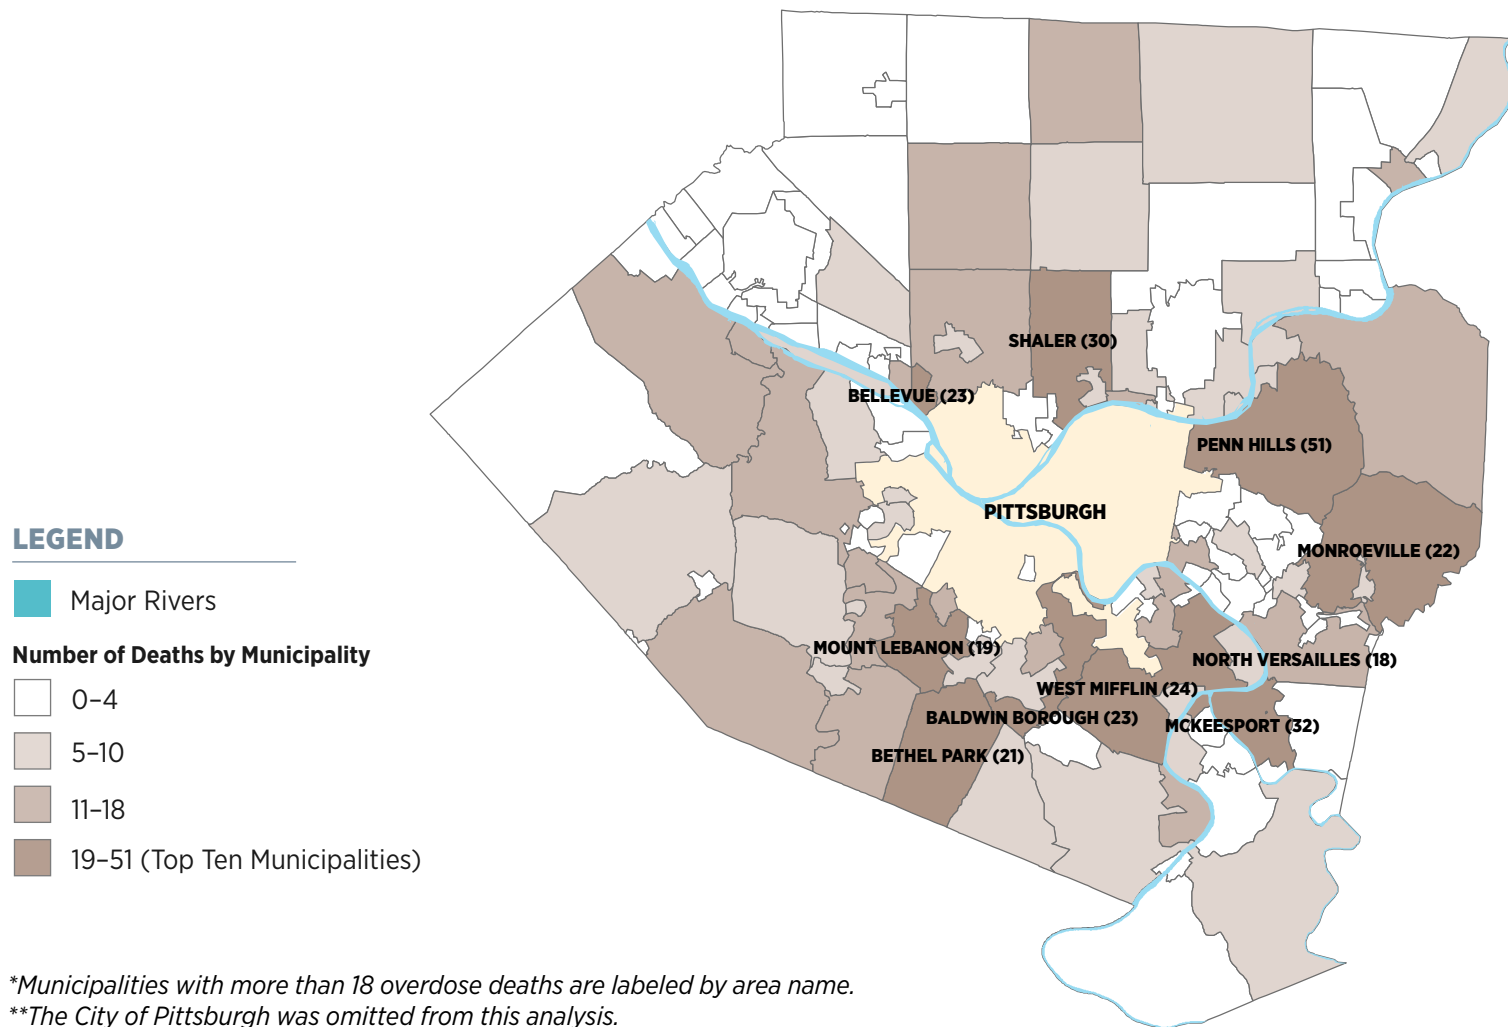 SHALER (30)
BELLEVUE (23)
PENN HILLS (51)
PITTSBURGH
MONROEVILLE (22)
MOUNT LEBANON (19)
NORTH VERSAILLES (18)
WEST MIFFLIN (24)
BALDWIN BOROUGH (23)
MCKEESPORT (32)
BETHEL PARK (21)
LEGEND
Major Rivers
Number of Deaths by Municipality
0–4
5–10
11–18
19–51 (Top Ten Municipalities)
*Municipalities with more than 18 overdose deaths are labeled by area name.
**The City of Pittsburgh was omitted from this analysis.